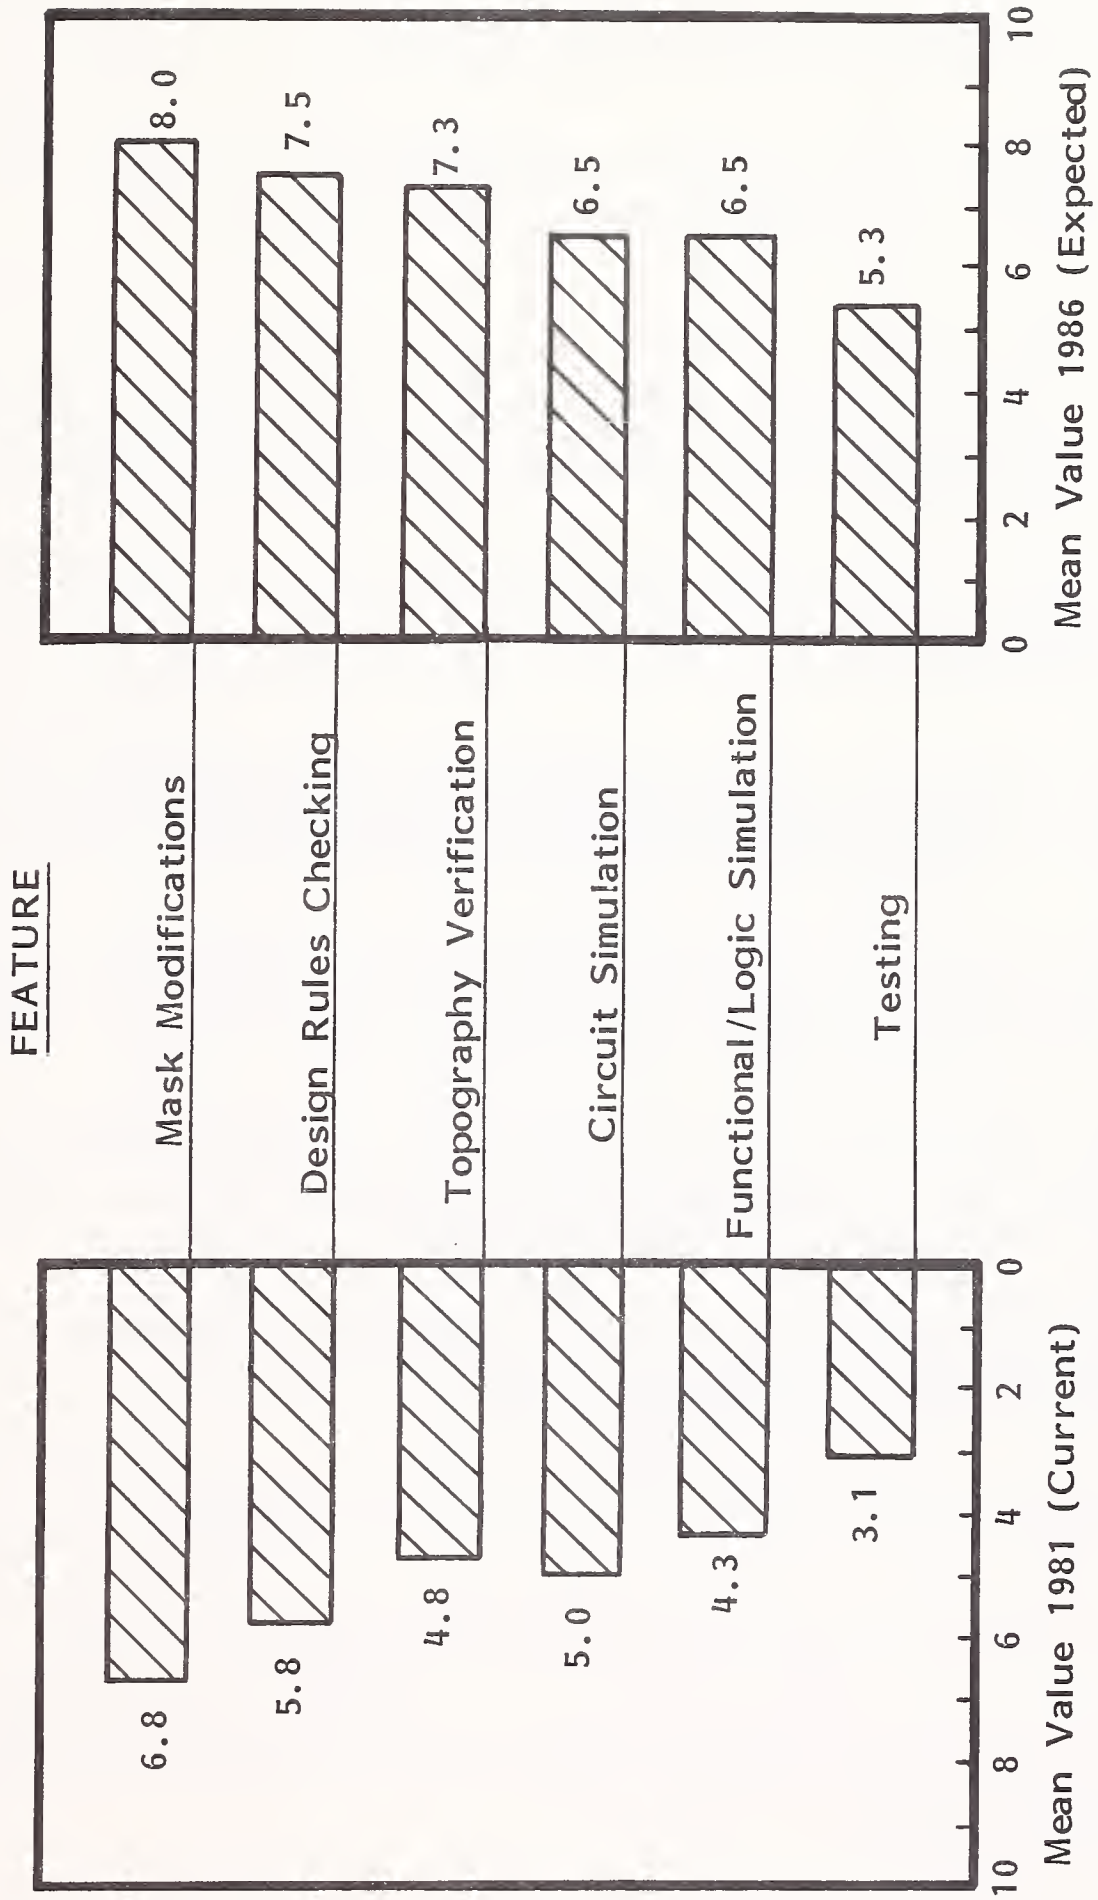 FEATURE
6.8 Mask Modifications 8.0
5.8 Design Rules Checking 7.5
4.8 Topography Verification 7.3
5.0 Circuit Simulation 6.5
4.3 Functional/Logic Simulation 6.5
3.1 Testing 5.3
10 8 6 4 2 0 0 2 4 6 8 10
Mean Value 1981 (Current) Mean Value 1986 (Expected)